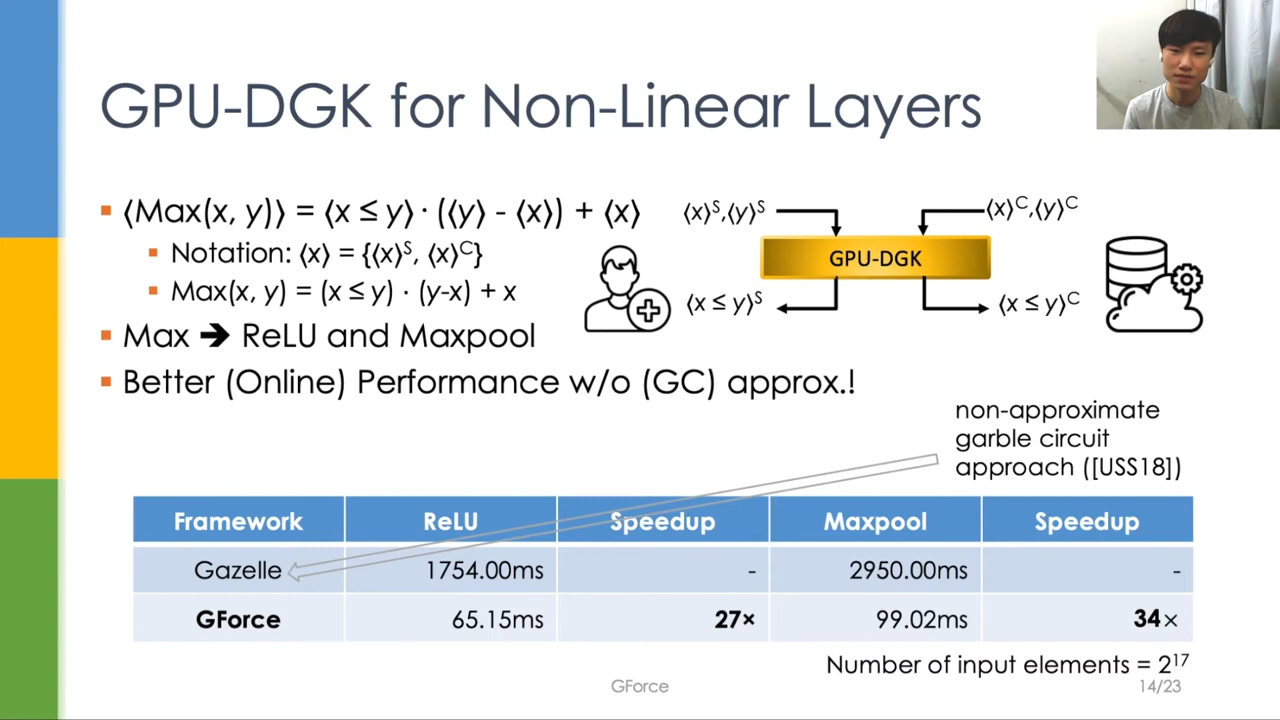 GPU-DGK for Non-Linear Layers
▪ ⟨Max(x, y)⟩ = ⟨x ≤ y⟩ · (⟨y⟩ - ⟨x⟩) + ⟨x⟩
▪ Notation: ⟨x⟩ = {⟨x⟩ˢ, ⟨x⟩ᶜ}
▪ Max(x, y) = (x ≤ y) · (y-x) + x
▪ Max ➔ ReLU and Maxpool
▪ Better (Online) Performance w/o (GC) approx.!
⟨x⟩ˢ,⟨y⟩ˢ
⟨x⟩ᶜ,⟨y⟩ᶜ
GPU-DGK
⟨x ≤ y⟩ˢ
⟨x ≤ y⟩ᶜ
non-approximate
garble circuit
approach ([USS18])
Framework ReLU Speedup Maxpool Speedup
Gazelle 1754.00ms - 2950.00ms -
GForce 65.15ms 27× 99.02ms 34×
Number of input elements = 2¹⁷
GForce
14/23